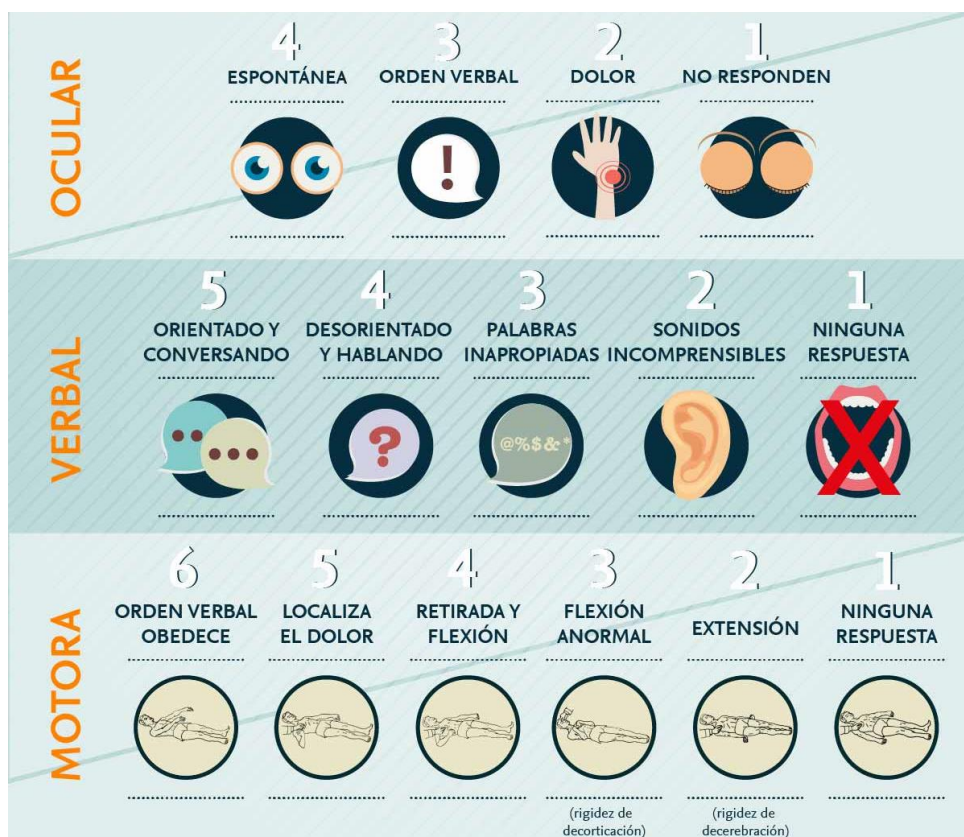 OCULAR
4
ESPONTÁNEA
3
ORDEN VERBAL
2
DOLOR
1
NO RESPONDEN
!
VERBAL
5
ORIENTADO Y
CONVERSANDO
4
DESORIENTADO
Y HABLANDO
3
PALABRAS
INAPROPIADAS
2
SONIDOS
INCOMPRENSIBLES
1
NINGUNA
RESPUESTA
?
@%$&*
X
MOTORA
6
ORDEN VERBAL
OBEDECE
5
LOCALIZA
EL DOLOR
4
RETIRADA Y
FLEXIÓN
3
FLEXIÓN
ANORMAL
2
EXTENSIÓN
1
NINGUNA
RESPUESTA
(rigidez de
decorticación)
(rigidez de
decerebración)